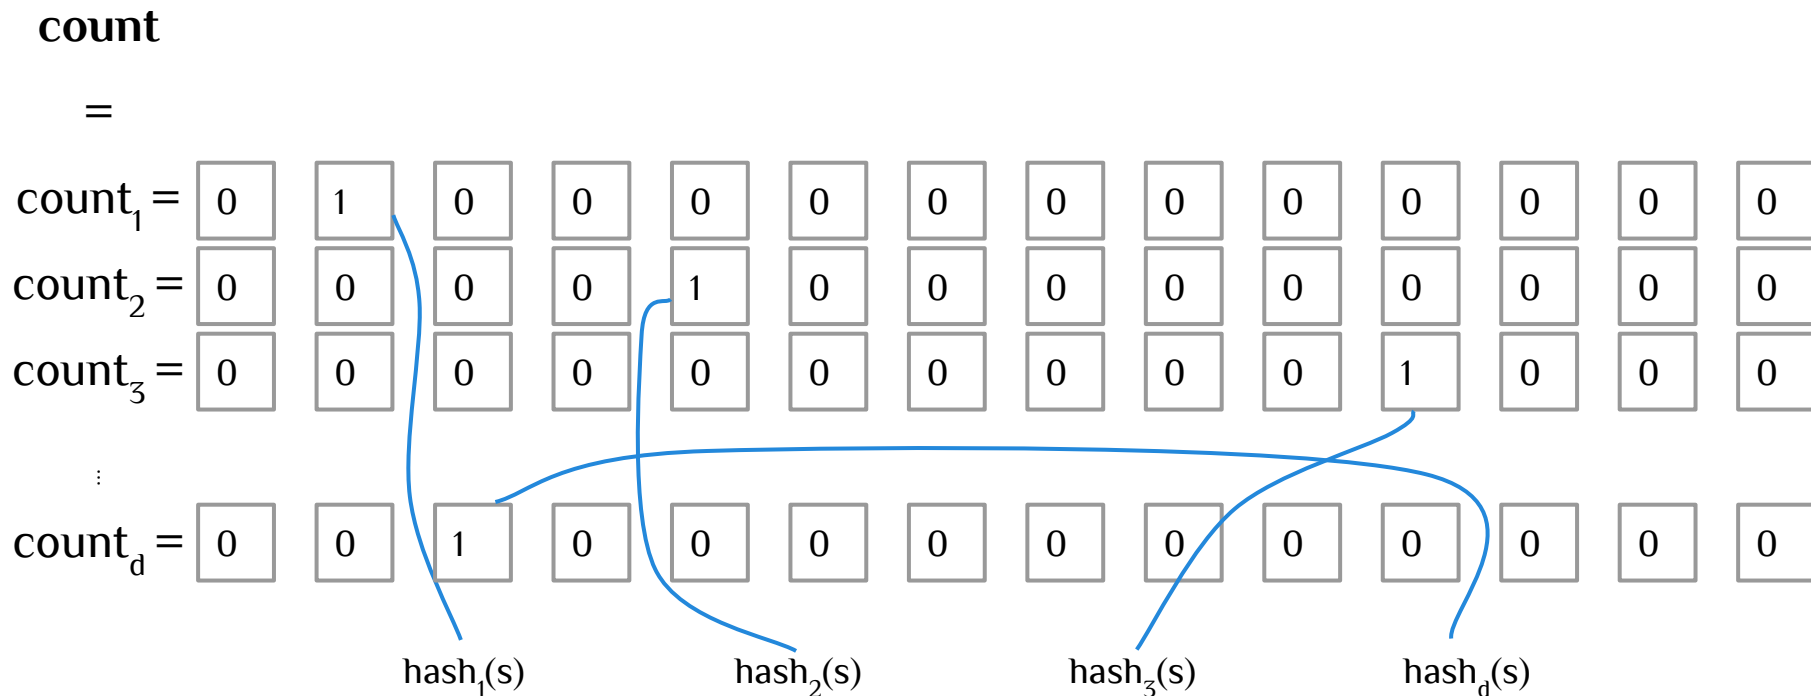 count
=
count₁ = 0 1 0 0 0 0 0 0 0 0 0 0 0 0
count₂ = 0 0 0 0 1 0 0 0 0 0 0 0 0 0
count₃ = 0 0 0 0 0 0 0 0 0 0 1 0 0 0
⋮
count_d = 0 0 1 0 0 0 0 0 0 0 0 0 0 0
hash₁(s) hash₂(s) hash₃(s) hash_d(s)